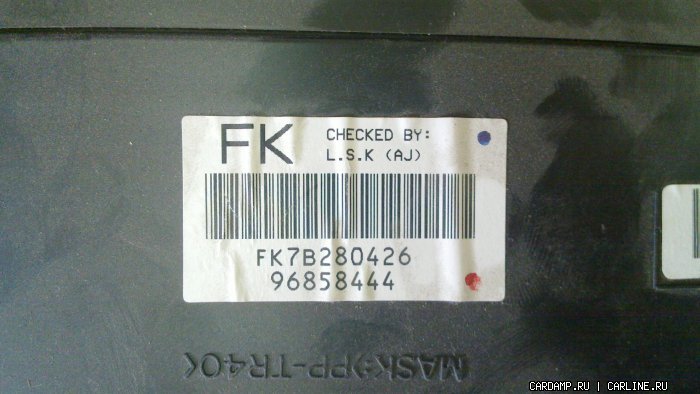 FK
CHECKED BY:
L.S.K (AJ)
FK7B280426
96858444
MASK:>PP-TR40<
CARDAMP.RU | CARLINE.RU